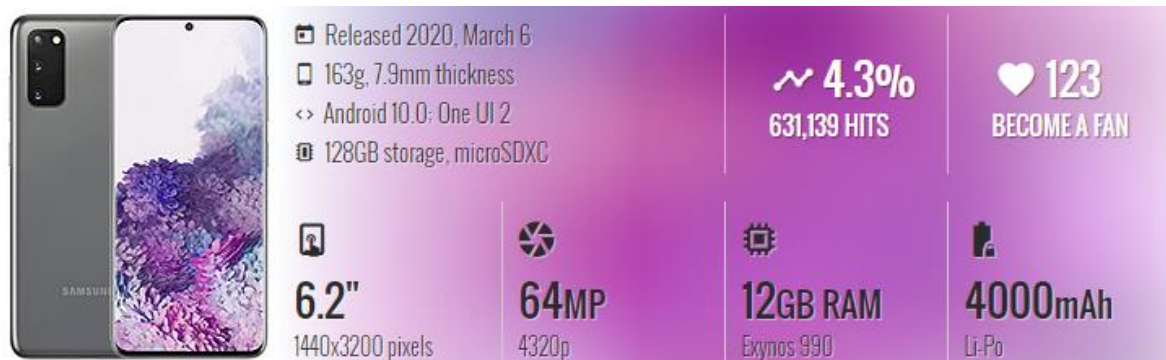 Released 2020, March 6
163g, 7.9mm thickness
Android 10.0; One UI 2
128GB storage, microSDXC
4.3%
631,139 HITS
123
BECOME A FAN
SAMSUNG
6.2"
1440x3200 pixels
64MP
4320p
12GB RAM
Exynos 990
4000mAh
Li-Po